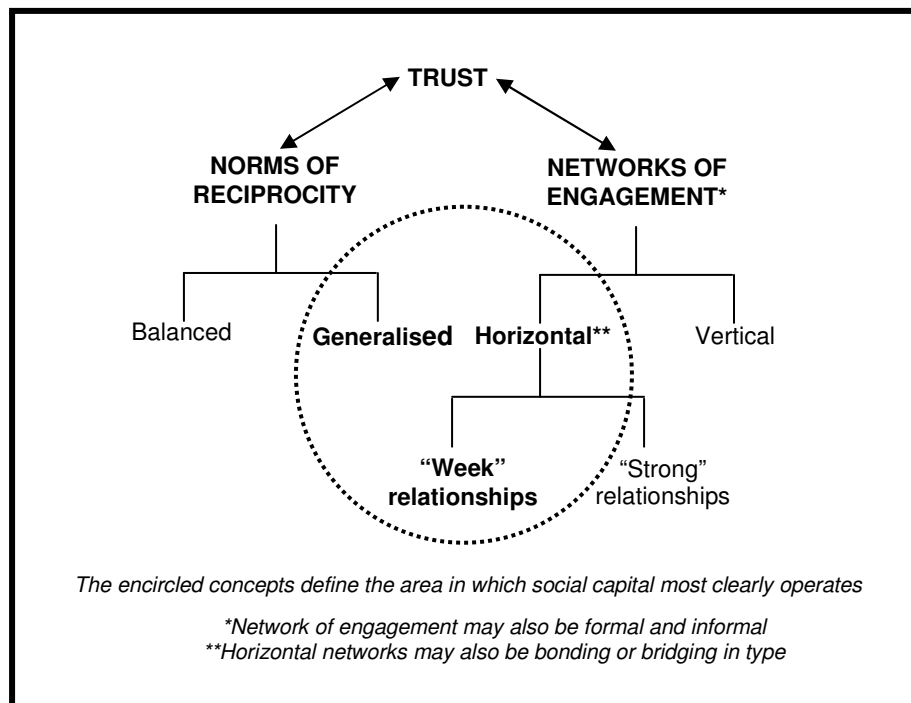 TRUST
NORMS OF
RECIPROCITY
NETWORKS OF
ENGAGEMENT*
Balanced
Generalised
Horizontal**
Vertical
“Week”
relationships
“Strong”
relationships
The encircled concepts define the area in which social capital most clearly operates
*Network of engagement may also be formal and informal
**Horizontal networks may also be bonding or bridging in type